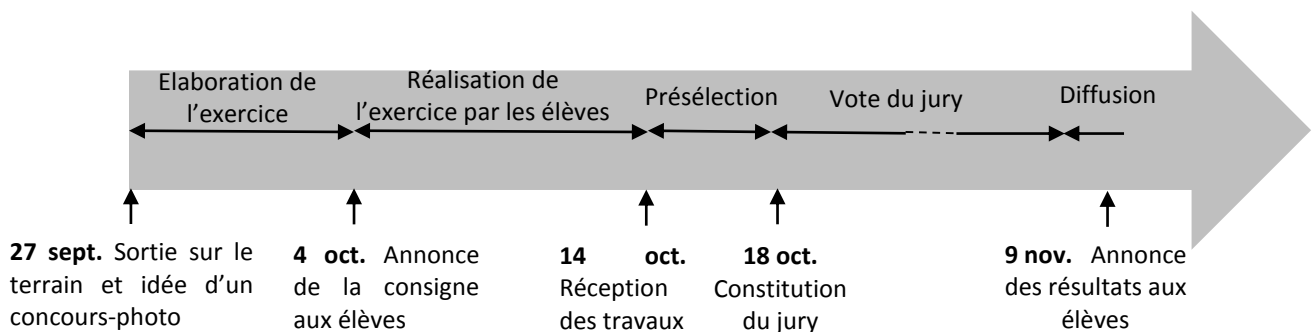 Elaboration de
l’exercice
Réalisation de
l’exercice par les élèves
Présélection
Vote du jury
Diffusion
27 sept. Sortie sur le
terrain et idée d’un
concours-photo
4 oct. Annonce
de la consigne
aux élèves
14 oct.
Réception
des travaux
18 oct.
Constitution
du jury
9 nov. Annonce
des résultats aux
élèves